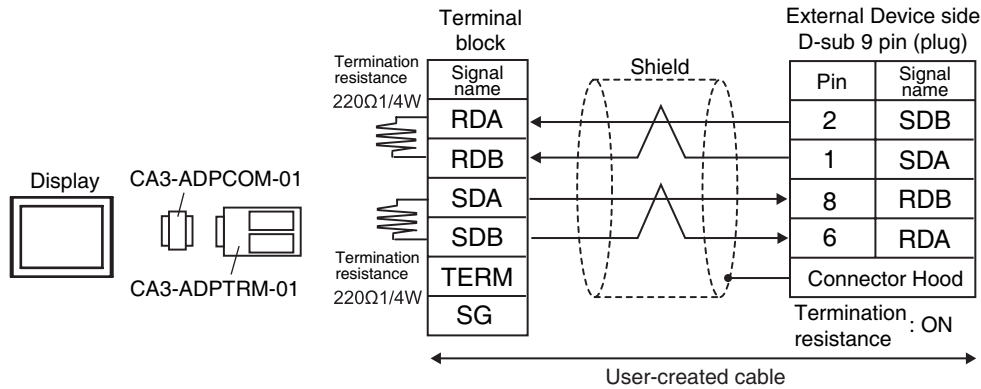 Display
CA3-ADPCOM-01
CA3-ADPTRM-01
Terminal
block
Termination
resistance
220Ω1/4W
Termination
resistance
220Ω1/4W
Signal
name
RDA
RDB
SDA
SDB
TERM
SG
Shield
External Device side
D-sub 9 pin (plug)
Pin Signal
name
2 SDB
1 SDA
8 RDB
6 RDA
Connector Hood
Termination
resistance : ON
User-created cable